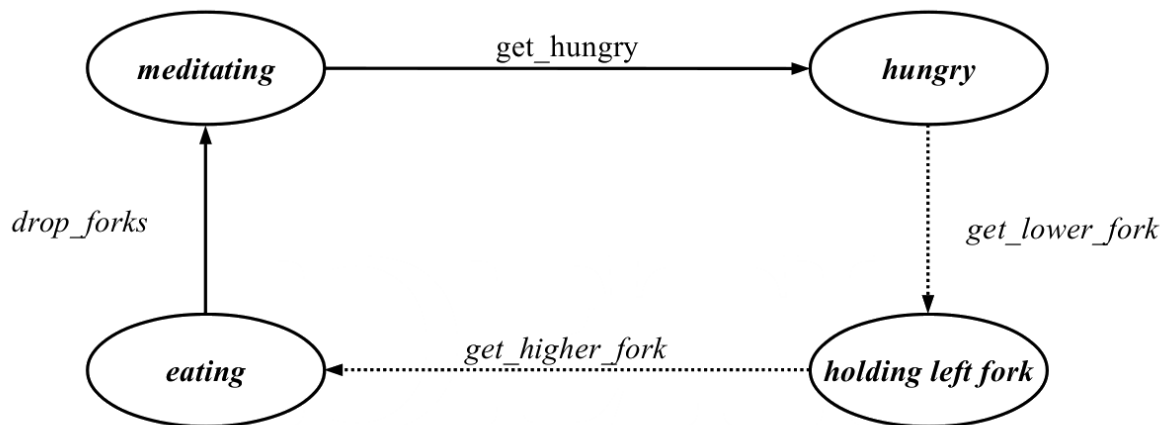 get_hungry
meditating
hungry
drop_forks
get_lower_fork
get_higher_fork
eating
holding left fork